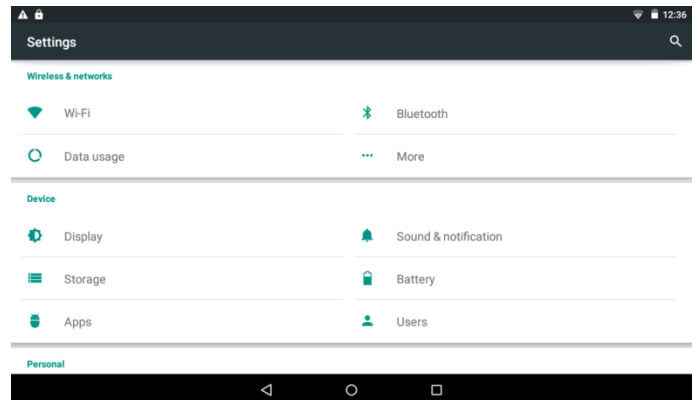 12:36
Settings
Wireless & networks
Wi-Fi Bluetooth
Data usage More
Device
Display Sound & notification
Storage Battery
Apps Users
Personal